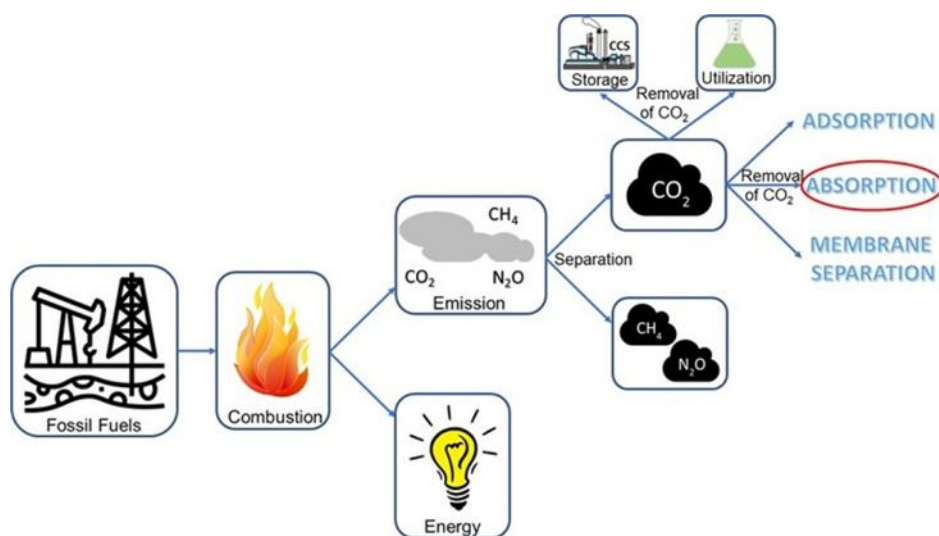 CCS
Storage
Utilization
Removal
of CO₂
ADSORPTION
CO₂
Removal
of CO₂
ABSORPTION
MEMBRANE
SEPARATION
CH₄
CO₂
N₂O
Emission
Separation
CH₄
N₂O
Fossil Fuels
Combustion
Energy